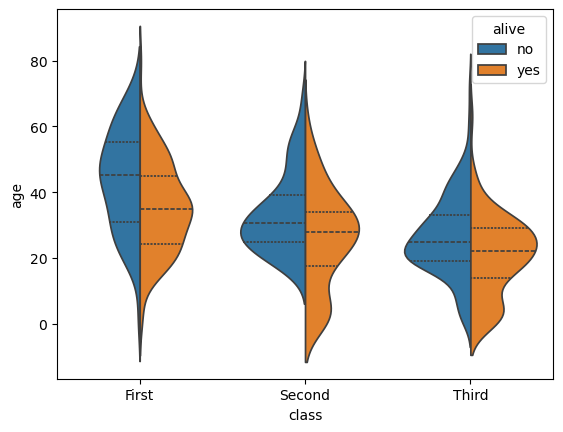 alive
no
yes
80
60
40
20
0
age
First Second Third
class